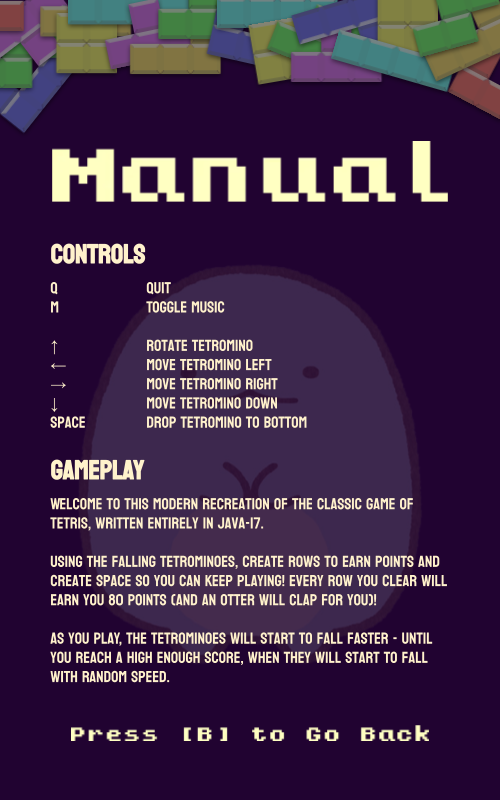 Manual
CONTROLS
Q QUIT
M TOGGLE MUSIC
↑ ROTATE TETROMINO
← MOVE TETROMINO LEFT
→ MOVE TETROMINO RIGHT
↓ MOVE TETROMINO DOWN
SPACE DROP TETROMINO TO BOTTOM
GAMEPLAY
WELCOME TO THIS MODERN RECREATION OF THE CLASSIC GAME OF
TETRIS, WRITTEN ENTIRELY IN JAVA-17.
USING THE FALLING TETROMINOES, CREATE ROWS TO EARN POINTS AND
CREATE SPACE SO YOU CAN KEEP PLAYING! EVERY ROW YOU CLEAR WILL
EARN YOU 80 POINTS (AND AN OTTER WILL CLAP FOR YOU)!
AS YOU PLAY, THE TETROMINOES WILL START TO FALL FASTER - UNTIL
YOU REACH A HIGH ENOUGH SCORE, WHEN THEY WILL START TO FALL
WITH RANDOM SPEED.
Press [B] to Go Back